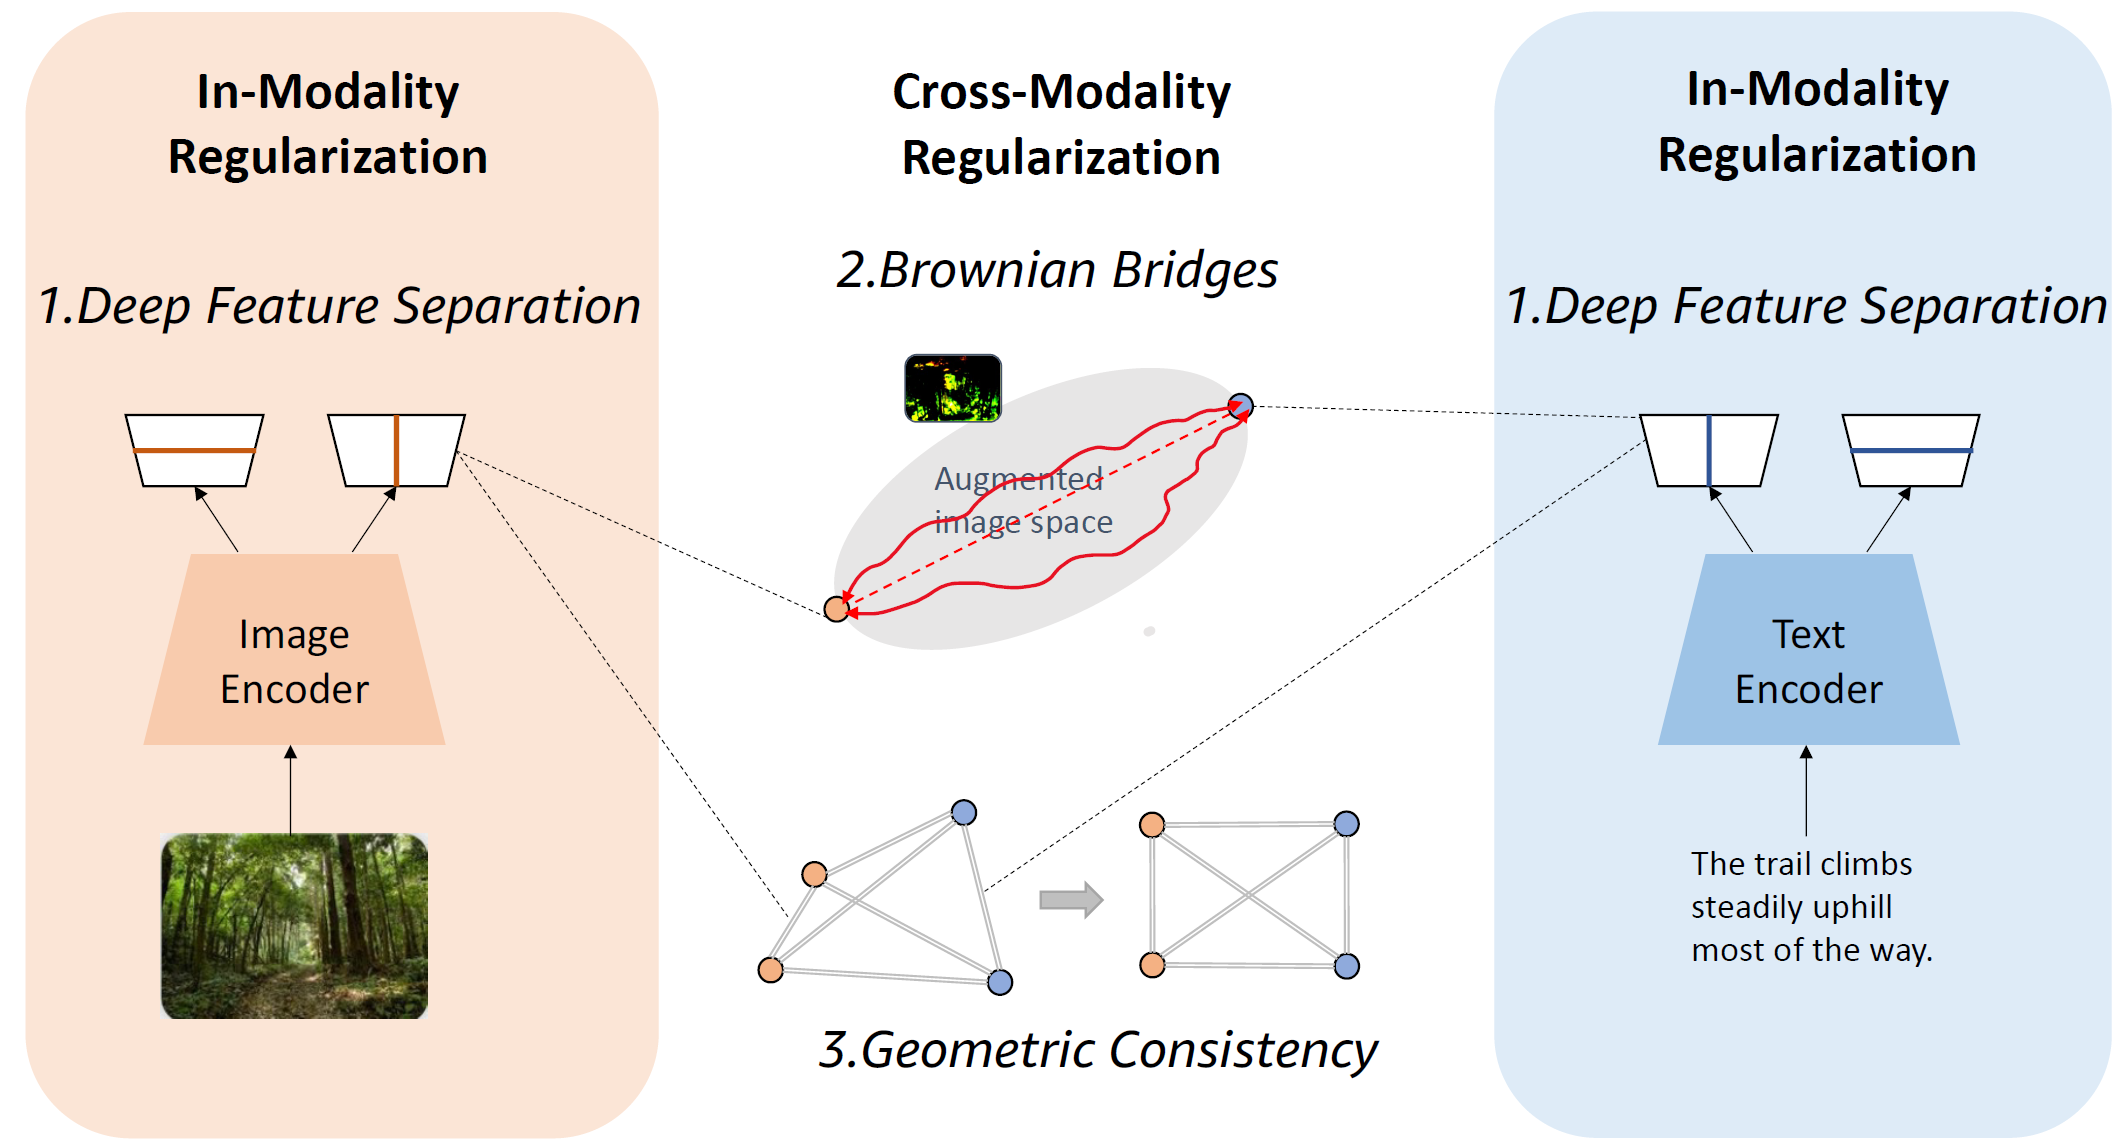 In-Modality
Regularization
1.Deep Feature Separation
Image
Encoder
Cross-Modality
Regularization
2.Brownian Bridges
Augmented
image space
3.Geometric Consistency
In-Modality
Regularization
1.Deep Feature Separation
Text
Encoder
The trail climbs
steadily uphill
most of the way.